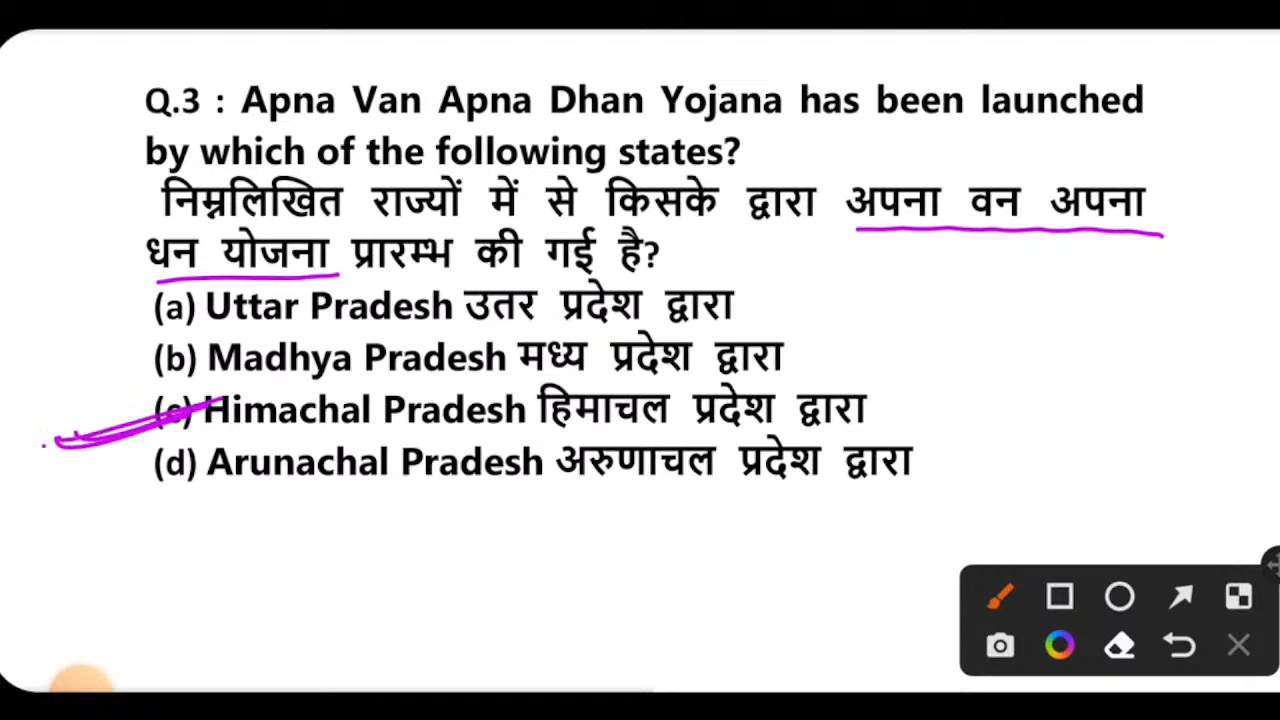 Q.3 : Apna Van Apna Dhan Yojana has been launched
by which of the following states?
निम्नलिखित राज्यों में से किसके द्वारा अपना वन अपना
धन योजना प्रारम्भ की गई है?
(a) Uttar Pradesh उतर प्रदेश द्वारा
(b) Madhya Pradesh मध्य प्रदेश द्वारा
(c) Himachal Pradesh हिमाचल प्रदेश द्वारा
(d) Arunachal Pradesh अरुणाचल प्रदेश द्वारा